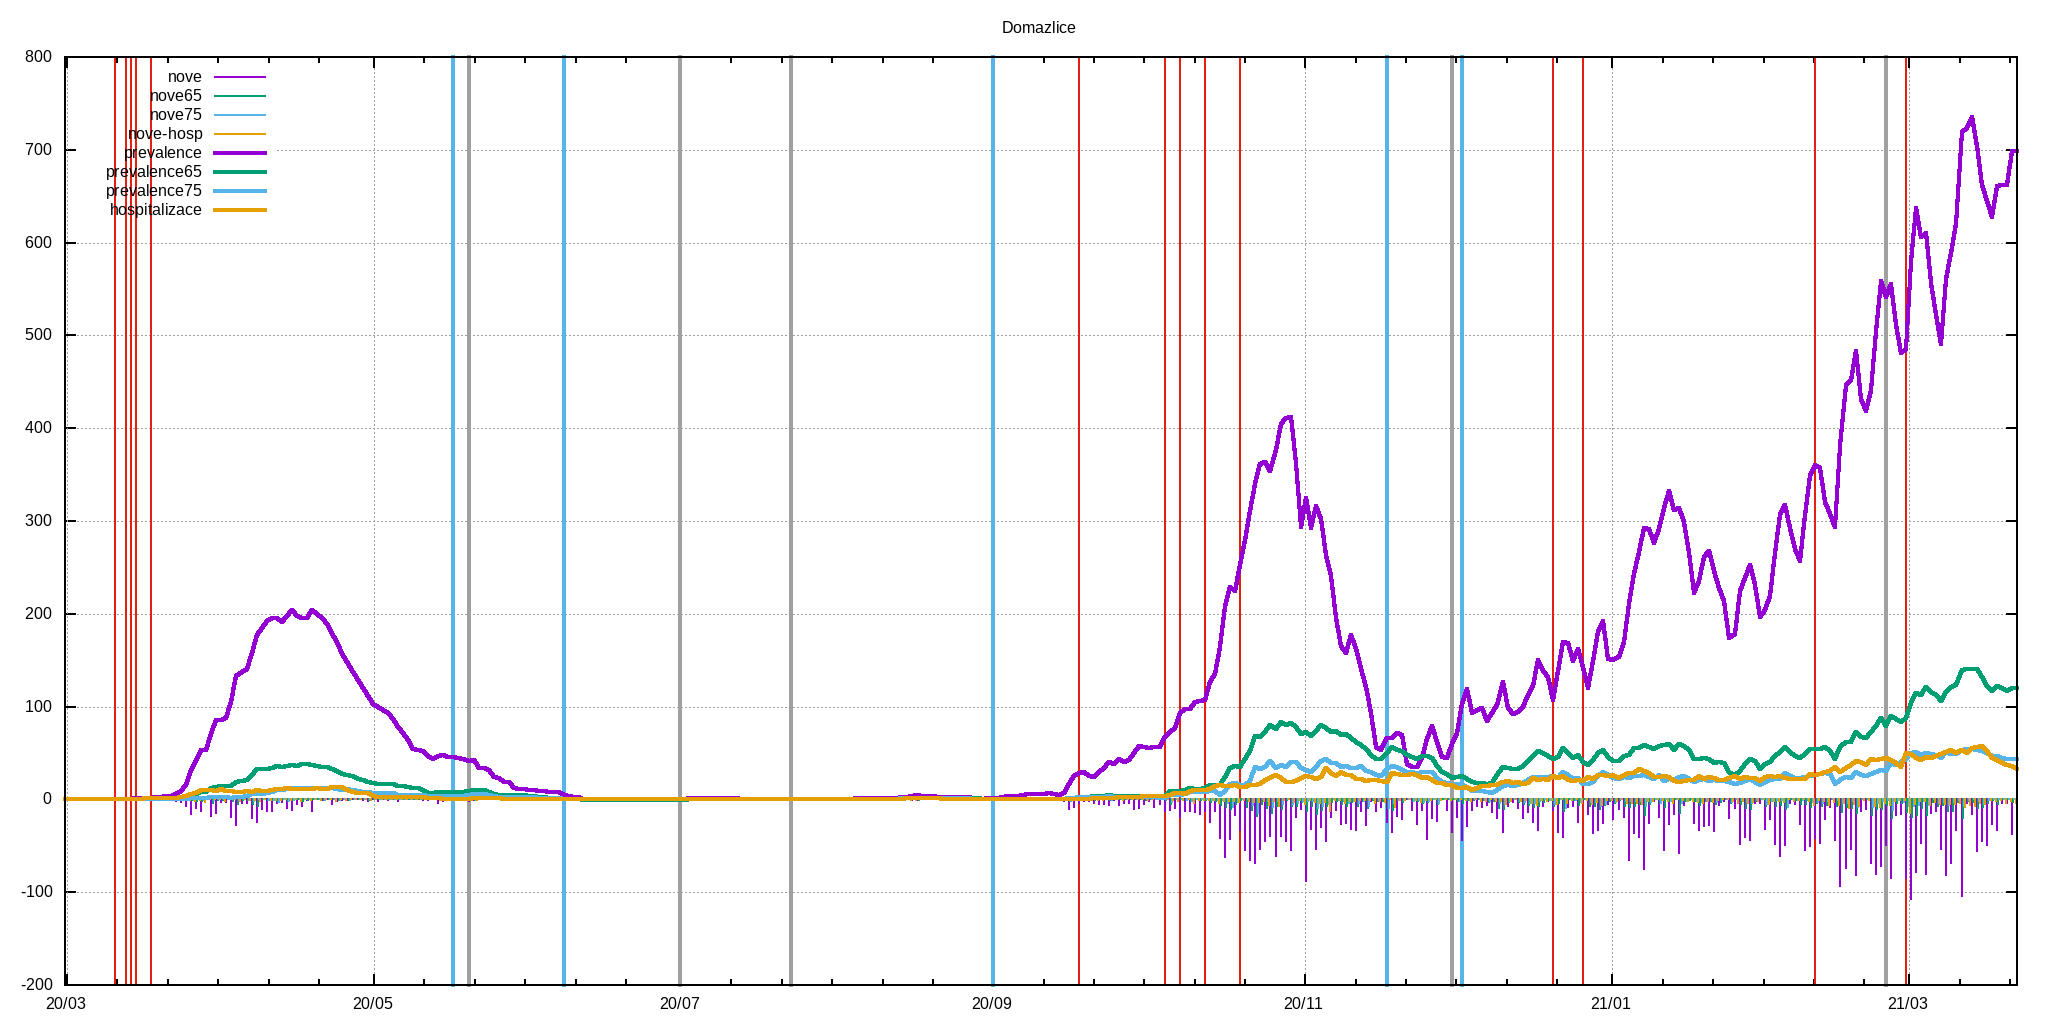 Domazlice
800
700
600
500
400
300
200
100
0
-100
-200
nove
nove65
nove75
nove-hosp
prevalence
prevalence65
prevalence75
hospitalizace
20/03 20/05 20/07 20/09 20/11 21/01 21/03